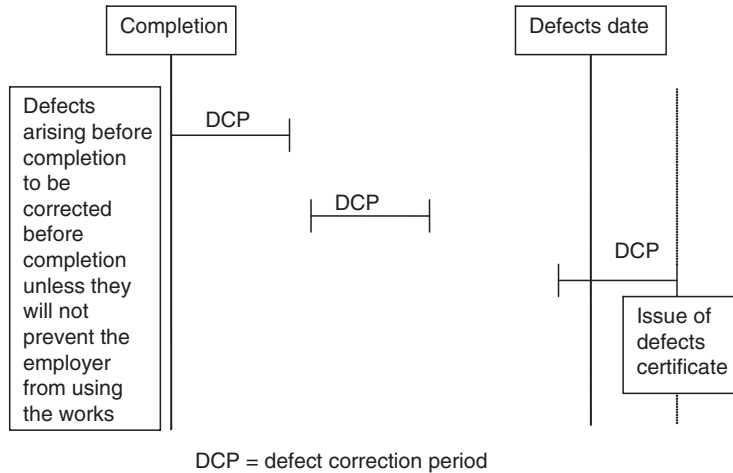 Completion
Defects date
Defects
arising before
completion
to be
corrected
before
completion
unless they
will not
prevent the
employer
from using
the works
DCP
DCP
DCP
Issue of
defects
certificate
DCP = defect correction period